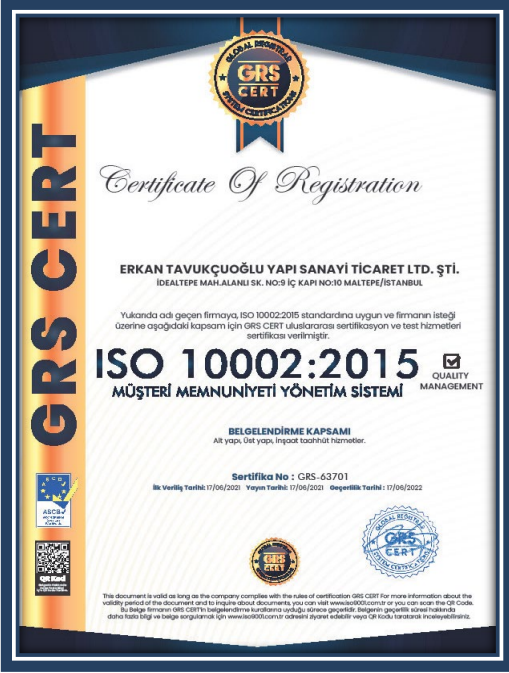 GLOBAL REGISTRAR
GRS
CERT
SYSTEM CERTIFICATIONS
GRS CERT
Certificate Of Registration
ERKAN TAVUKÇUOĞLU YAPI SANAYİ TİCARET LTD. ŞTİ.
İDEALTEPE MAH.ALANLI SK. NO:9 İÇ KAPI NO:10 MALTEPE/İSTANBUL
Yukarıda adı geçen firmaya, ISO 10002:2015 standardına uygun ve firmanın isteği
üzerine aşağıdaki kapsam için GRS CERT uluslararası sertifikasyon ve test hizmetleri
sertifikası verilmiştir.
ISO 10002:2015
MÜŞTERİ MEMNUNİYETİ YÖNETİM SİSTEMİ
QUALITY
MANAGEMENT
BELGELENDİRME KAPSAMI
Alt yapı, Üst yapı, İnşaat taahhüt hizmetler.
Sertifika No : GRS-63701
İlk Veriliş Tarihi: 17/06/2021 Yayın Tarihi: 17/06/2021 Geçerlilik Tarihi : 17/06/2022
ASCB
QR Kod
GRS
CERT
GLOBAL REGISTRAR
GRS
CERT
SYSTEM CERTIFICATIONS
This document is valid as long as the company complies with the rules of certification GRS CERT For more information about the
validity period of the document and to inquire about documents, you can visit www.iso9001.com.tr or you can scan the QR Code.
Bu Belge firmanın GRS CERT'in belgelendirme kurallarına uyduğu sürece geçerlidir. Belgenin geçerlilik süresi hakkında
daha fazla bilgi ve belge sorgulamak için www.iso9001.com.tr adresini ziyaret edebilir veya QR Kodu taratarak inceleyebilirsiniz.